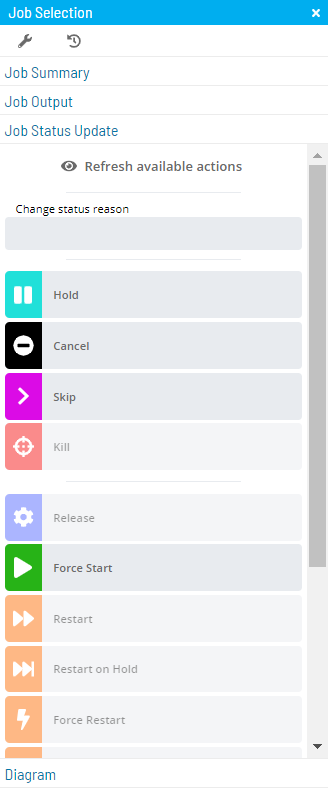 Job Selection
Job Summary
Job Output
Job Status Update
Refresh available actions
Change status reason
Hold
Cancel
Skip
Kill
Release
Force Start
Restart
Restart on Hold
Force Restart
Diagram